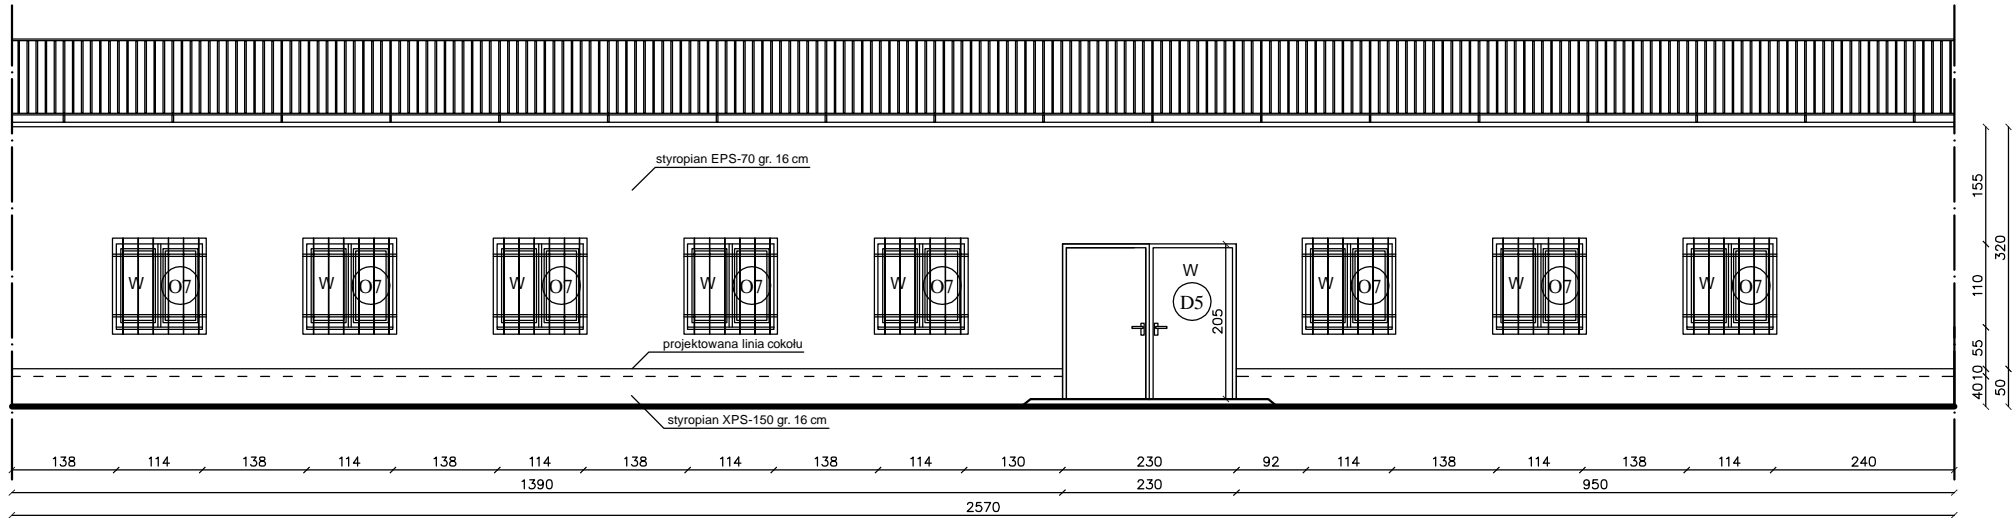 styropian EPS-70 gr. 16 cm
155
320
W O7
W O7
W O7
W O7
W O7
W
D5
205
W O7
W O7
W O7
110
projektowana linia cokołu
55
10
40
50
styropian XPS-150 gr. 16 cm
138 114 138 114 138 114 138 114 138 114 130 230 92 114 138 114 138 114 240
1390 230 950
2570